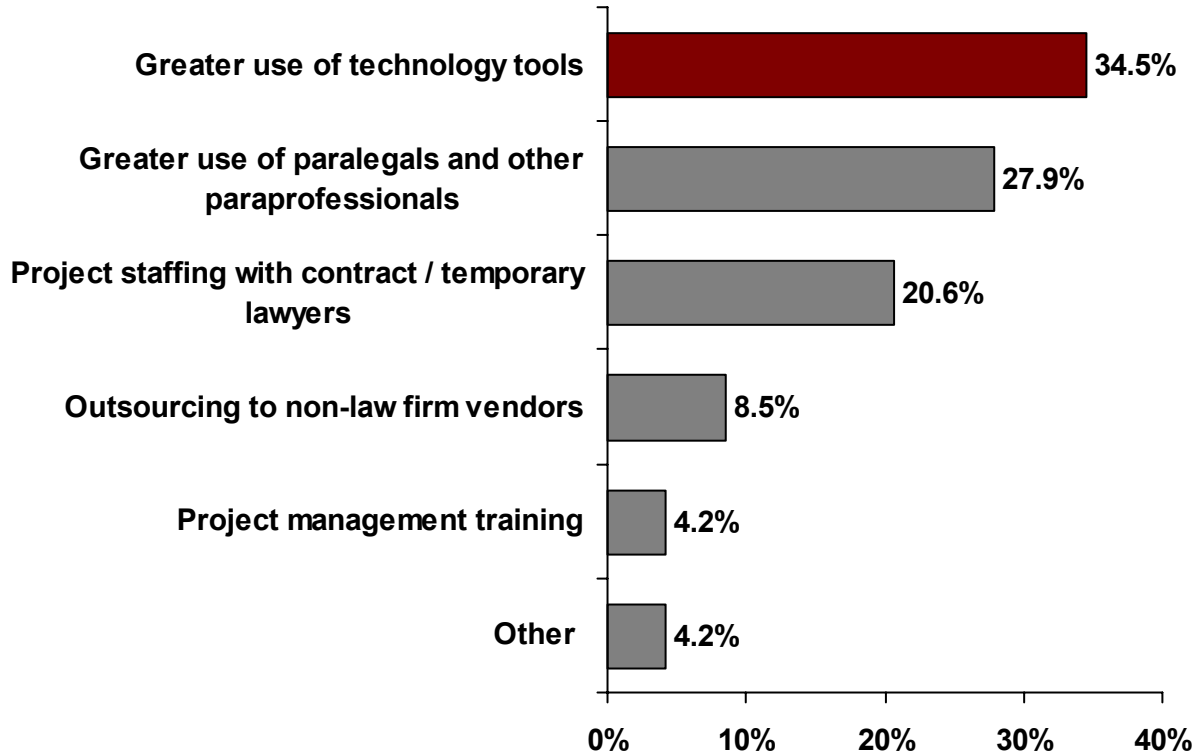 Greater use of technology tools
34.5%
Greater use of paralegals and other
paraprofessionals
27.9%
Project staffing with contract / temporary
lawyers
20.6%
Outsourcing to non-law firm vendors
8.5%
Project management training
4.2%
Other
4.2%
0% 10% 20% 30% 40%